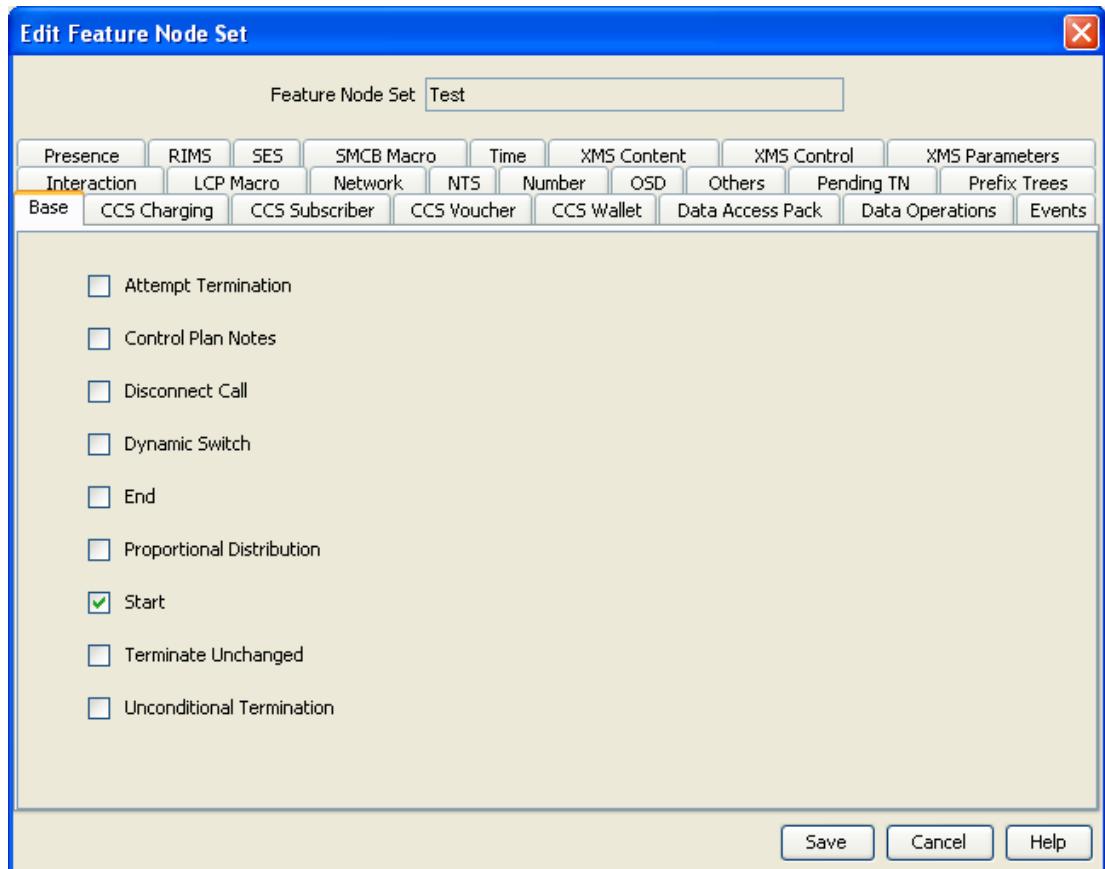 Edit Feature Node Set
Feature Node Set Test
Presence RIMS SES SMCB Macro Time XMS Content XMS Control XMS Parameters
Interaction LCP Macro Network NTS Number OSD Others Pending TN Prefix Trees
Base CCS Charging CCS Subscriber CCS Voucher CCS Wallet Data Access Pack Data Operations Events
Attempt Termination
Control Plan Notes
Disconnect Call
Dynamic Switch
End
Proportional Distribution
Start
Terminate Unchanged
Unconditional Termination
Save Cancel Help